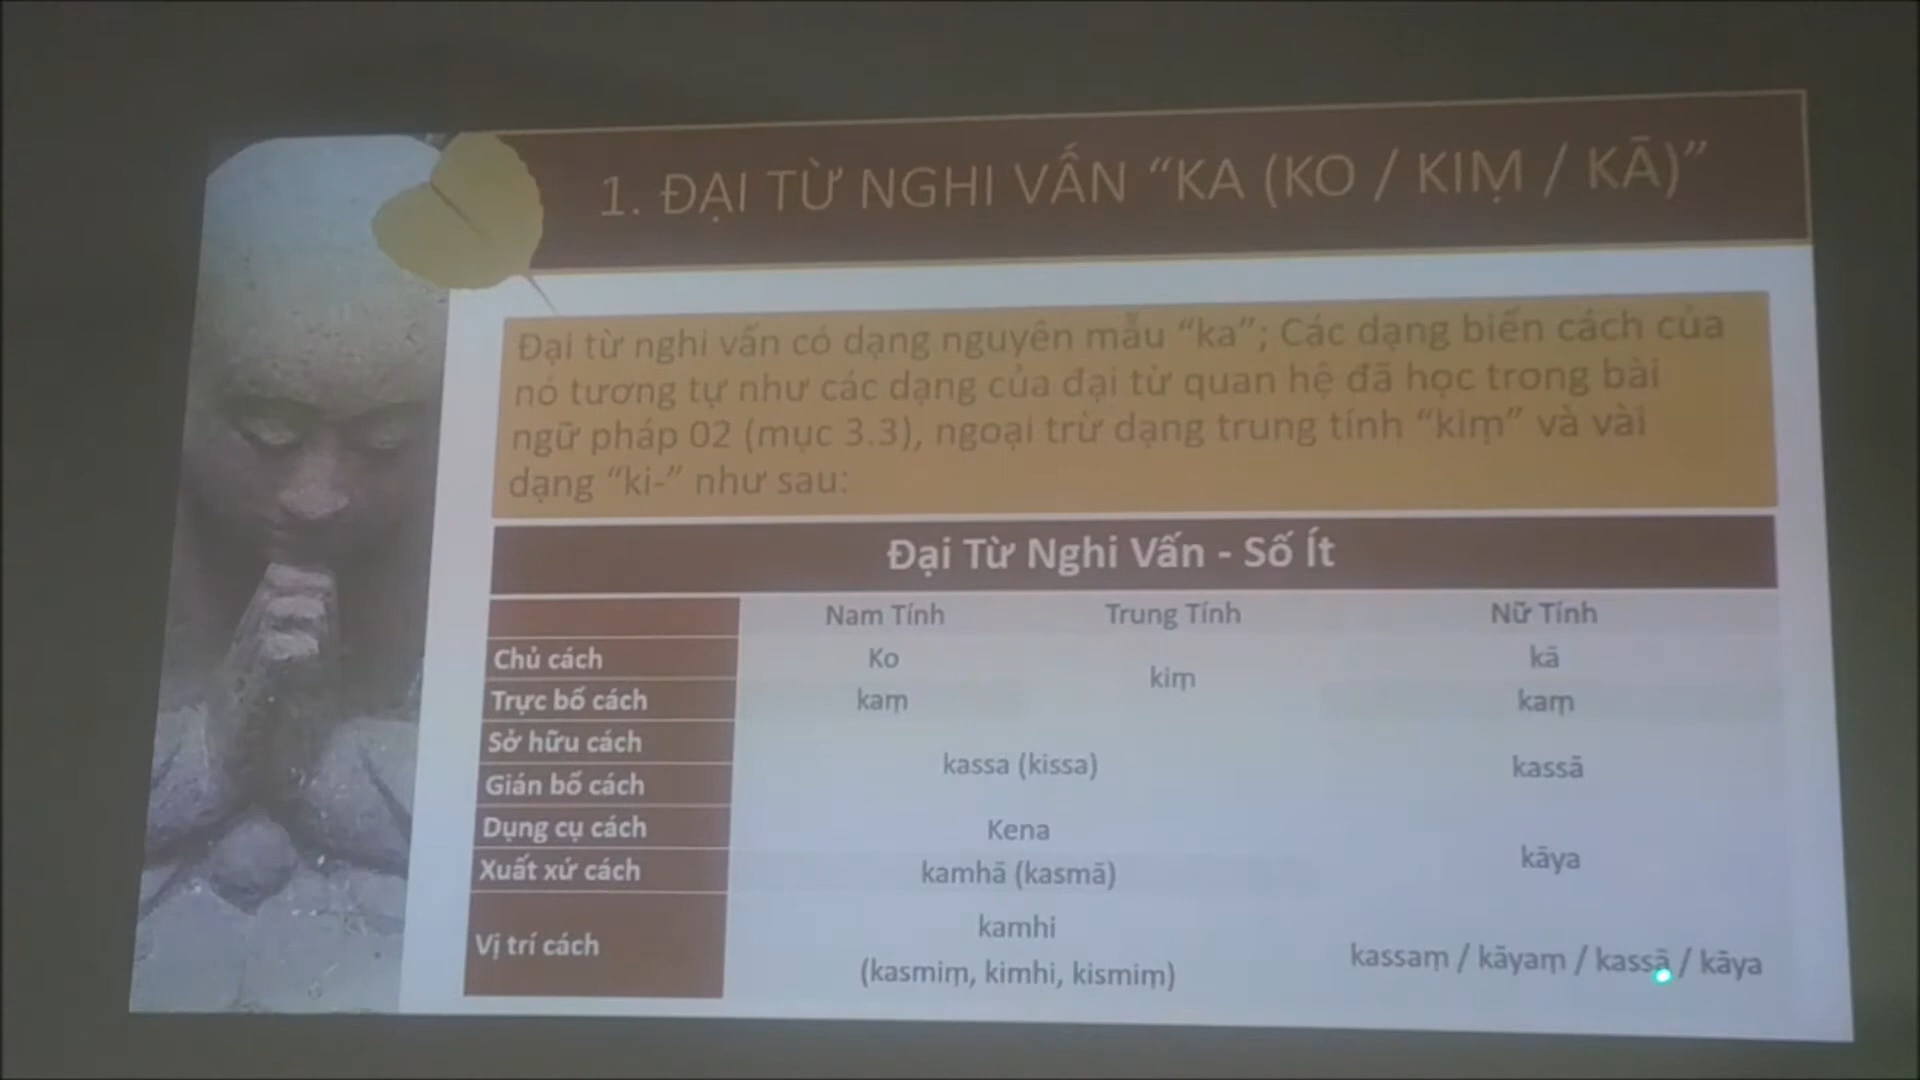 1. ĐẠI TỪ NGHI VẤN “KA (KO / KIṂ / KĀ)”
Đại từ nghi vấn có dạng nguyên mẫu “ka”; Các dạng biến cách của
nó tương tự như các dạng của đại từ quan hệ đã học trong bài
ngữ pháp 02 (mục 3.3), ngoại trừ dạng trung tính “kiṃ” và vài
dạng “ki-” như sau:
Đại Từ Nghi Vấn - Số Ít
Nam Tính Trung Tính Nữ Tính
Chủ cách Ko kiṃ kā
Trực bổ cách kaṃ kaṃ
Sở hữu cách kassa (kissa) kassā
Gián bổ cách
Dụng cụ cách Kena kāya
Xuất xứ cách kamhā (kasmā)
Vị trí cách kamhi
(kasmiṃ, kimhi, kismiṃ) kassaṃ / kāyaṃ / kassā / kāya